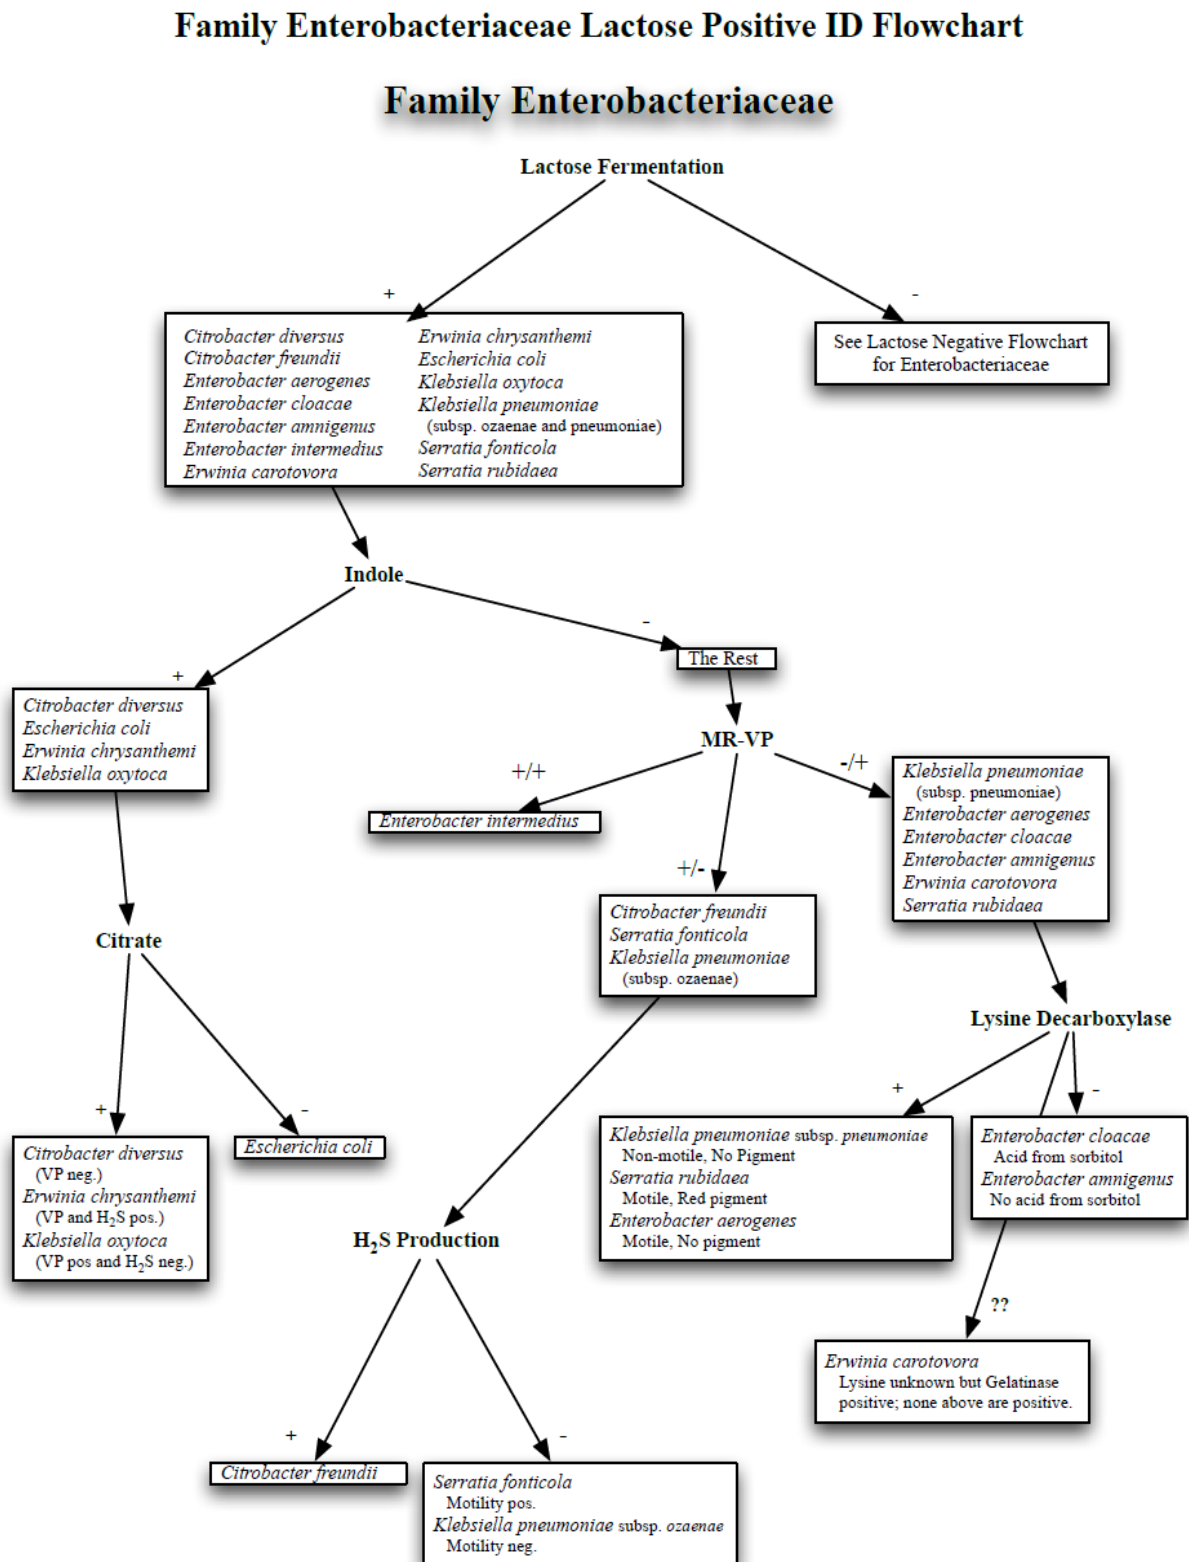 Family Enterobacteriaceae Lactose Positive ID Flowchart
Family Enterobacteriaceae
Lactose Fermentation
+
-
Citrobacter diversus
Citrobacter freundii
Enterobacter aerogenes
Enterobacter cloacae
Enterobacter amnigenus
Enterobacter intermedius
Erwinia carotovora
Erwinia chrysanthemi
Escherichia coli
Klebsiella oxytoca
Klebsiella pneumoniae
(subsp. ozaenae and pneumoniae)
Serratia fonticola
Serratia rubidaea
See Lactose Negative Flowchart
for Enterobacteriaceae
Indole
+
-
The Rest
Citrobacter diversus
Escherichia coli
Erwinia chrysanthemi
Klebsiella oxytoca
MR-VP
+/+
+/-
-/+
Enterobacter intermedius
Klebsiella pneumoniae
(subsp. pneumoniae)
Enterobacter aerogenes
Enterobacter cloacae
Enterobacter amnigenus
Erwinia carotovora
Serratia rubidaea
Citrobacter freundii
Serratia fonticola
Klebsiella pneumoniae
(subsp. ozaenae)
Citrate
+
-
Citrobacter diversus
(VP neg.)
Erwinia chrysanthemi
(VP and H₂S pos.)
Klebsiella oxytoca
(VP pos and H₂S neg.)
Escherichia coli
Lysine Decarboxylase
+
-
Klebsiella pneumoniae subsp. pneumoniae
Non-motile, No Pigment
Serratia rubidaea
Motile, Red pigment
Enterobacter aerogenes
Motile, No pigment
Enterobacter cloacae
Acid from sorbitol
Enterobacter amnigenus
No acid from sorbitol
??
Erwinia carotovora
Lysine unknown but Gelatinase
positive; none above are positive.
H₂S Production
+
-
Citrobacter freundii
Serratia fonticola
Motility pos.
Klebsiella pneumoniae subsp. ozaenae
Motility neg.